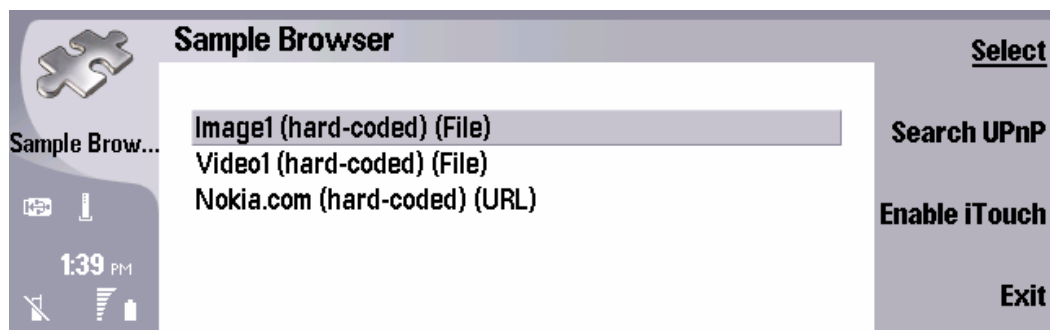 Sample Browser
Select
Sample Brow...
Image1 (hard-coded) (File)
Video1 (hard-coded) (File)
Nokia.com (hard-coded) (URL)
Search UPnP
Enable iTouch
1:39 PM
Exit